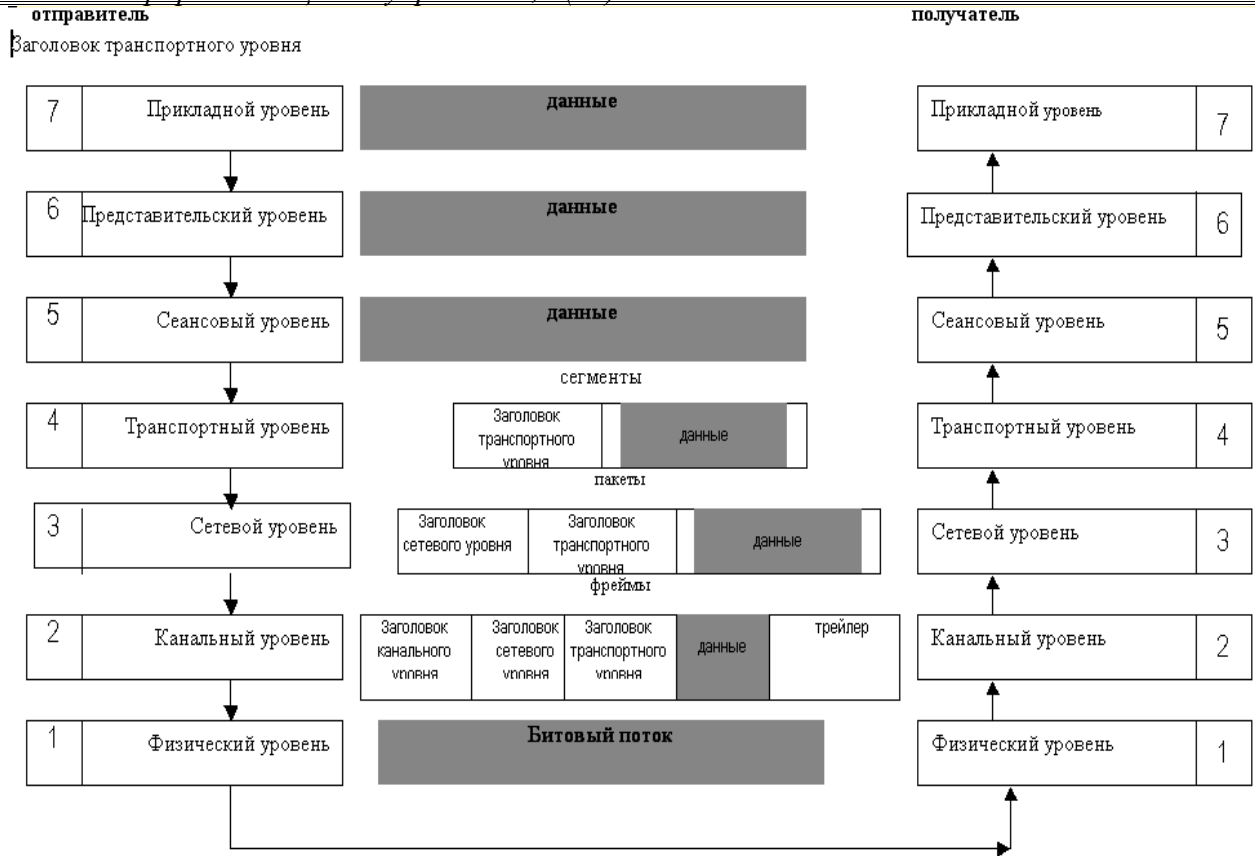 отправитель
получатель
Заголовок транспортного уровня
7 Прикладной уровень
данные
Прикладной уровень 7
6 Представительский уровень
данные
Представительский уровень 6
5 Сеансовый уровень
данные
Сеансовый уровень 5
сегменты
4 Транспортный уровень
Заголовок
транспортного
уровня
данные
Транспортный уровень 4
пакеты
3 Сетевой уровень
Заголовок
сетевого уровня
Заголовок
транспортного
уровня
данные
Сетевой уровень 3
фреймы
2 Канальный уровень
Заголовок
канального
уровня
Заголовок
сетевого
уровня
Заголовок
транспортного
уровня
данные
трейлер
Канальный уровень 2
1 Физический уровень
Битовый поток
Физический уровень 1